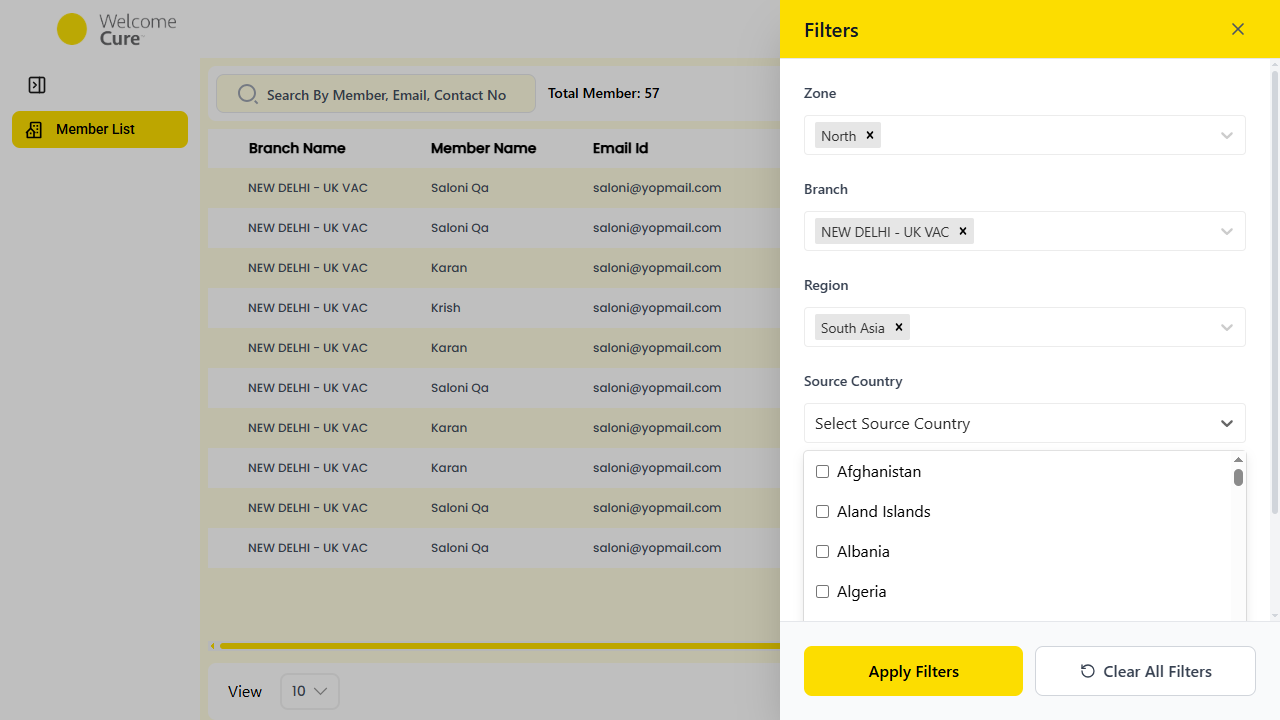 Welcome
Cure™
Member List
Search By Member, Email, Contact No
Total Member: 57
Branch Name Member Name Email Id
NEW DELHI - UK VAC Saloni Qa saloni@yopmail.com
NEW DELHI - UK VAC Saloni Qa saloni@yopmail.com
NEW DELHI - UK VAC Karan saloni@yopmail.com
NEW DELHI - UK VAC Krish saloni@yopmail.com
NEW DELHI - UK VAC Karan saloni@yopmail.com
NEW DELHI - UK VAC Saloni Qa saloni@yopmail.com
NEW DELHI - UK VAC Karan saloni@yopmail.com
NEW DELHI - UK VAC Karan saloni@yopmail.com
NEW DELHI - UK VAC Saloni Qa saloni@yopmail.com
NEW DELHI - UK VAC Saloni Qa saloni@yopmail.com
View 10
Filters
Zone
North
Branch
NEW DELHI - UK VAC
Region
South Asia
Source Country
Select Source Country
Afghanistan
Aland Islands
Albania
Algeria
Apply Filters
Clear All Filters